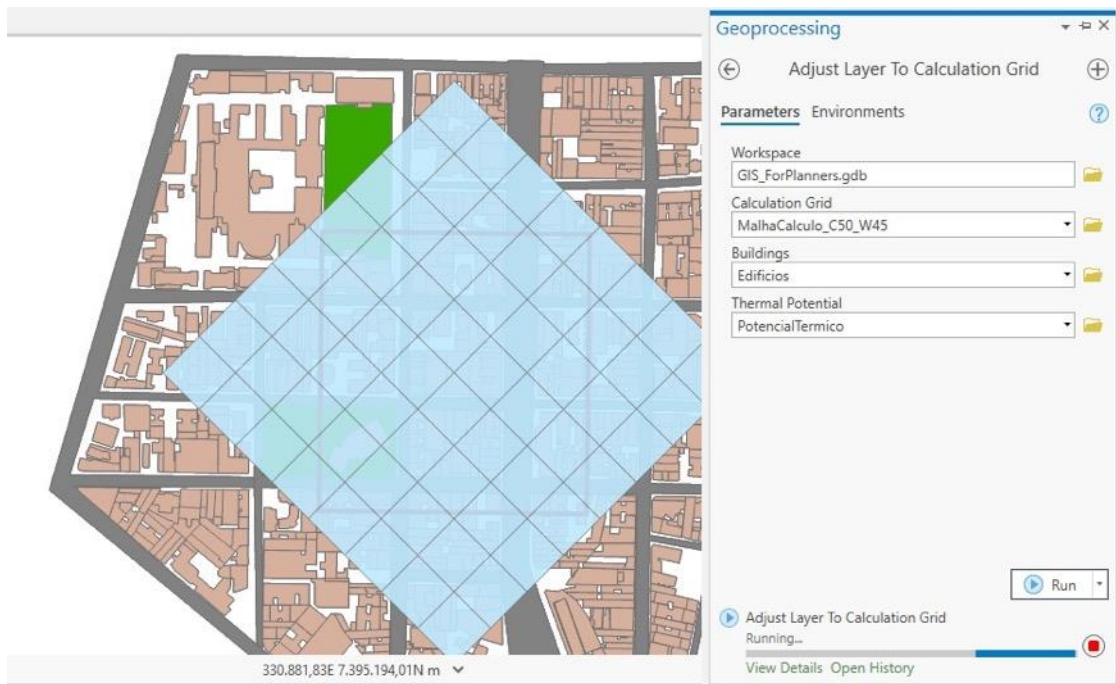 Geoprocessing
Adjust Layer To Calculation Grid
Parameters Environments
Workspace
GIS_ForPlanners.gdb
Calculation Grid
MalhaCalculo_C50_W45
Buildings
Edificios
Thermal Potential
PotencialTermico
Run
Adjust Layer To Calculation Grid
Running...
View Details Open History
330.881,83E 7.395.194,01N m